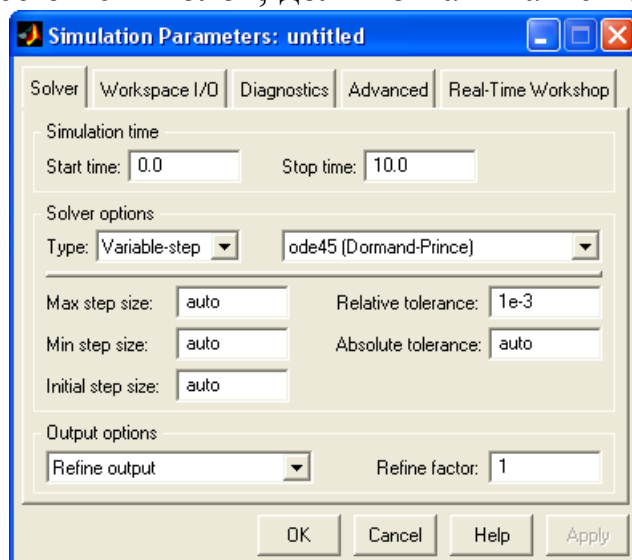 Simulation Parameters: untitled
Solver Workspace I/O Diagnostics Advanced Real-Time Workshop
Simulation time
Start time: 0.0 Stop time: 10.0
Solver options
Type: Variable-step ode45 (Dormand-Prince)
Max step size: auto Relative tolerance: 1e-3
Min step size: auto Absolute tolerance: auto
Initial step size: auto
Output options
Refine output Refine factor: 1
OK Cancel Help Apply